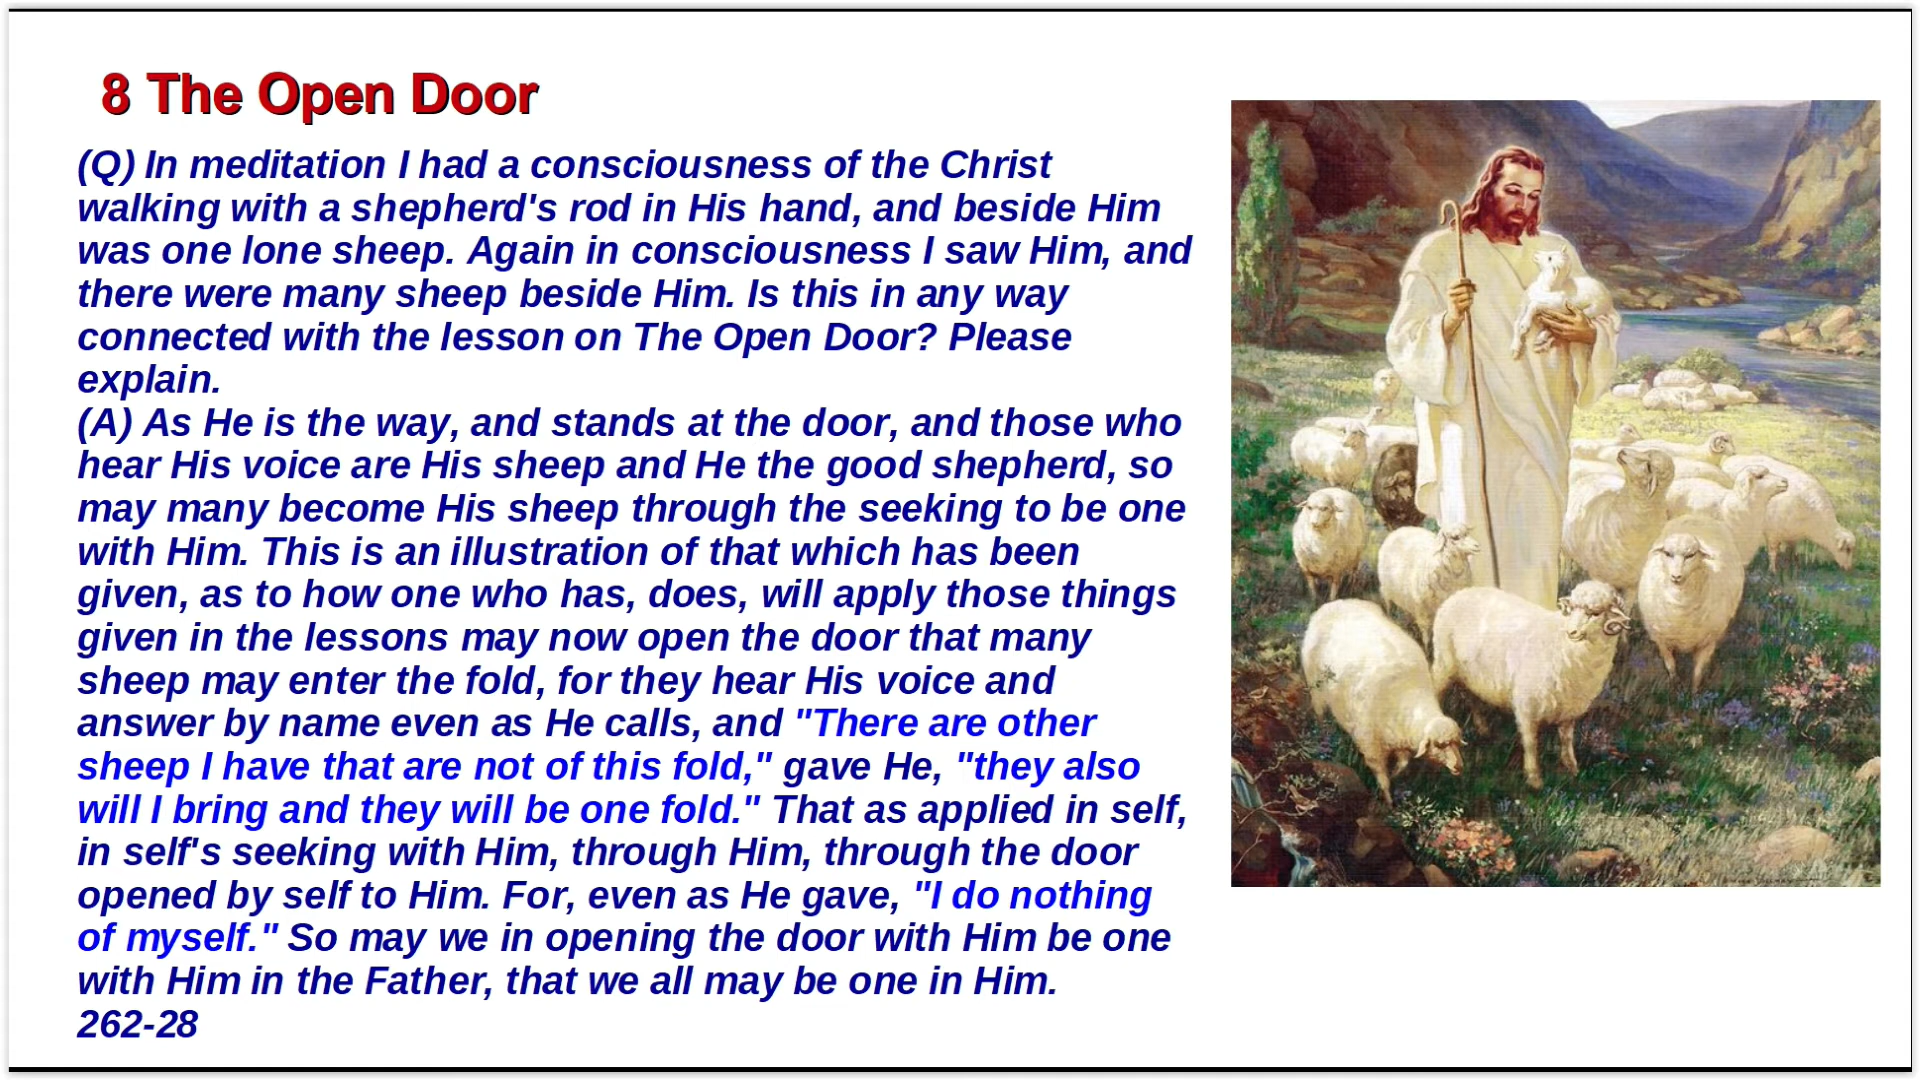 8 The Open Door
(Q) In meditation I had a consciousness of the Christ
walking with a shepherd's rod in His hand, and beside Him
was one lone sheep. Again in consciousness I saw Him, and
there were many sheep beside Him. Is this in any way
connected with the lesson on The Open Door? Please
explain.
(A) As He is the way, and stands at the door, and those who
hear His voice are His sheep and He the good shepherd, so
may many become His sheep through the seeking to be one
with Him. This is an illustration of that which has been
given, as to how one who has, does, will apply those things
given in the lessons may now open the door that many
sheep may enter the fold, for they hear His voice and
answer by name even as He calls, and "There are other
sheep I have that are not of this fold," gave He, "they also
will I bring and they will be one fold." That as applied in self,
in self's seeking with Him, through Him, through the door
opened by self to Him. For, even as He gave, "I do nothing
of myself." So may we in opening the door with Him be one
with Him in the Father, that we all may be one in Him.
262-28